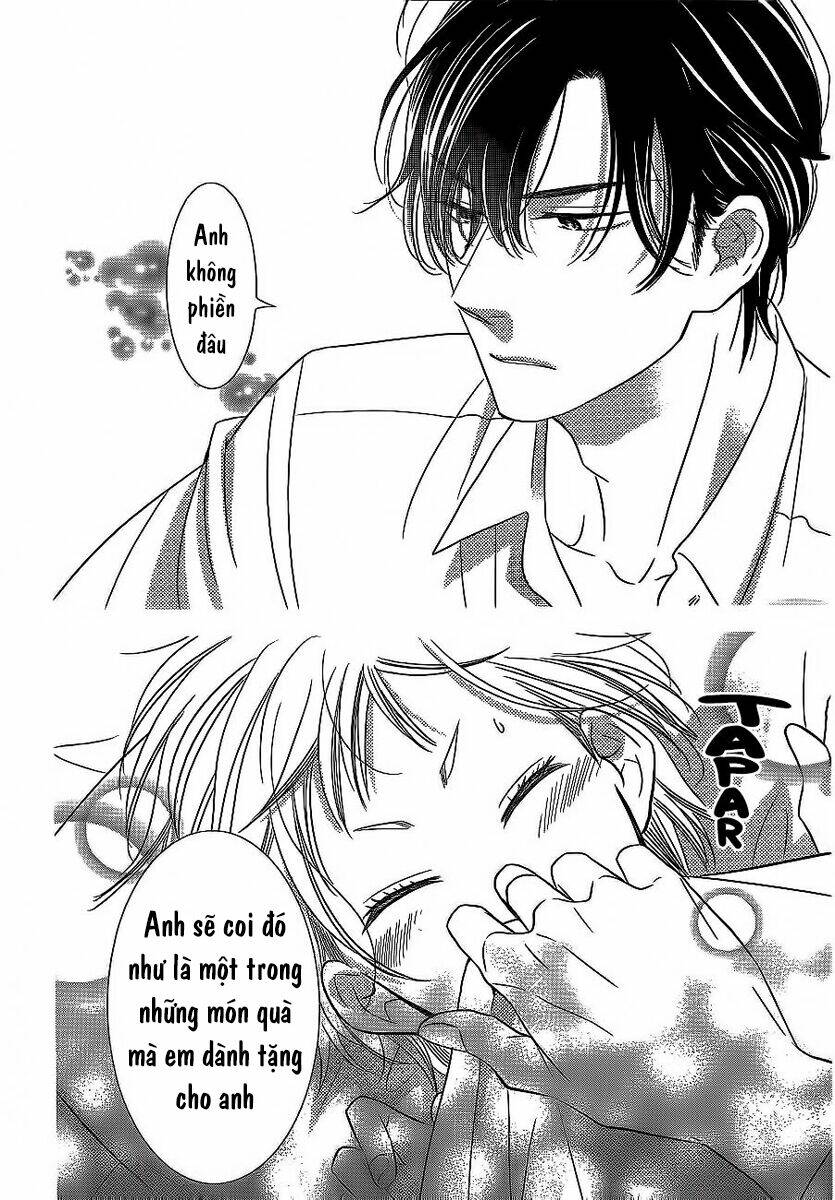 Anh
không
phiền
đâu
TAPAR
Anh sẽ coi đó
như là một trong
những món quà
mà em dành tặng
cho anh